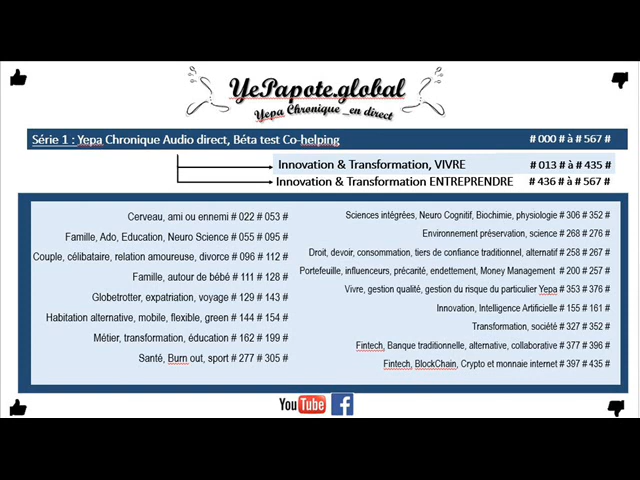 YePapote.global
Yepa Chronique _en direct
Série 1 : Yepa Chronique Audio direct, Béta test Co-helping # 000 # à # 567 #
Innovation & Transformation, VIVRE # 013 # à # 435 #
Innovation & Transformation ENTREPRENDRE # 436 # à # 567 #
Cerveau, ami ou ennemi # 022 # 053 #
Famille, Ado, Education, Neuro Science # 055 # 095 #
Couple, célibataire, relation amoureuse, divorce # 096 # 112 #
Famille, autour de bébé # 111 # 128 #
Globetrotter, expatriation, voyage # 129 # 143 #
Habitation alternative, mobile, flexible, green # 144 # 154 #
Métier, transformation, éducation # 162 # 199 #
Santé, Burn out, sport # 277 # 305 #
Sciences intégrées, Neuro Cognitif, Biochimie, physiologie # 306 # 352 #
Environnement préservation, science # 268 # 276 #
Droit, devoir, consommation, tiers de confiance traditionnel, alternatif # 258 # 267 #
Portefeuille, influenceurs, précarité, endettement, Money Management # 200 # 257 #
Vivre, gestion qualité, gestion du risque du particulier Yepa # 353 # 376 #
Innovation, Intelligence Artificielle # 155 # 161 #
Transformation, société # 327 # 352 #
Fintech, Banque traditionnelle, alternative, collaborative # 377 # 396 #
Fintech, BlockChain, Crypto et monnaie internet # 397 # 435 #
YouTube f